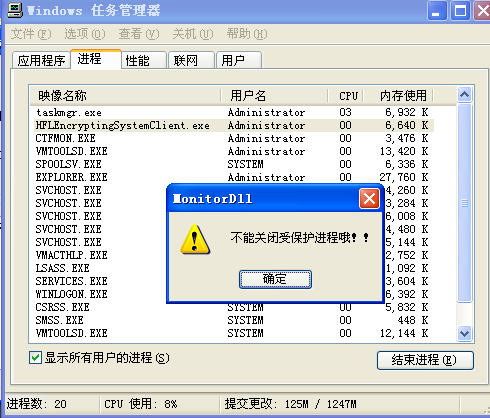 Windows 任务管理器
文件(F) 选项(O) 查看(V) 关机(U) 帮助(H)
应用程序 进程 性能 联网 用户
映像名称 用户名 CPU 内存使用
taskmgr.exe Administrator 03 6,932 K
HFLEncryptingSystemClient.exe Administrator 00 6,640 K
CTFMON.EXE Administrator 00 3,476 K
VMTOOLSD.EXE Administrator 00 13,420 K
SPOOLSV.EXE SYSTEM 00 6,336 K
EXPLORER.EXE Administrator 00 27,760 K
SVCHOST.EXE 4,260 K
SVCHOST.EXE 3,284 K
SVCHOST.EXE 6,008 K
SVCHOST.EXE 4,480 K
SVCHOST.EXE 5,144 K
VMACTHLP.EXE 2,752 K
LSASS.EXE 1,092 K
SERVICES.EXE 3,604 K
WINLOGON.EXE 6,392 K
CSRSS.EXE SYSTEM 00 5,832 K
SMSS.EXE SYSTEM 00 448 K
VMTOOLSD.EXE SYSTEM 00 12,144 K
MonitorDll
不能关闭受保护进程哦！！
确定
显示所有用户的进程(S)
结束进程(E)
进程数: 20 CPU 使用: 8% 提交更改: 125M / 1247M